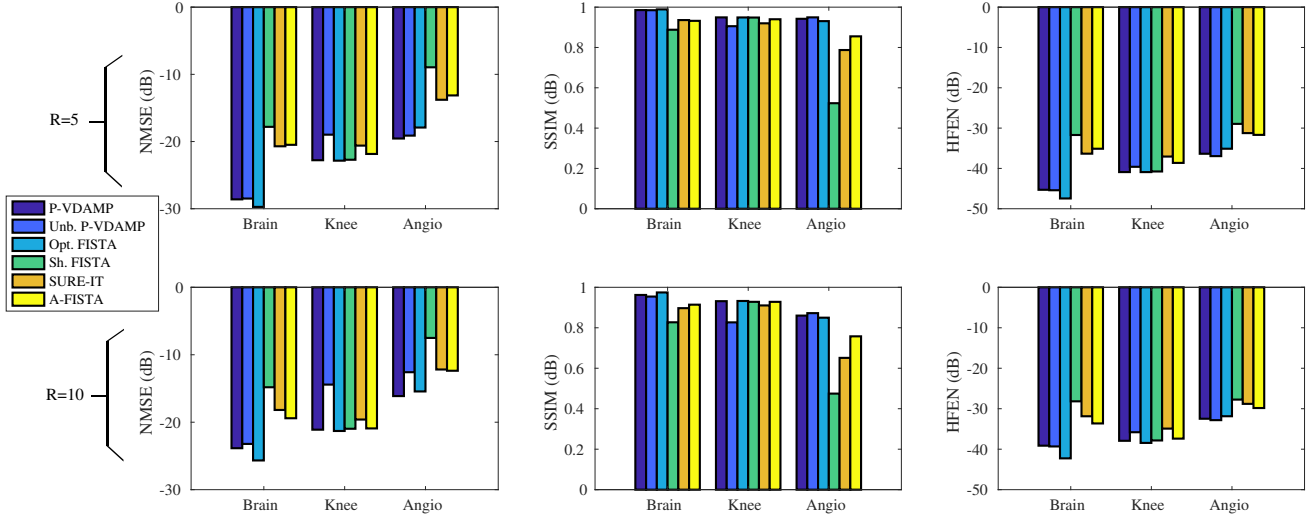 R=5
NMSE (dB)
0
-10
-20
-30
Brain Knee Angio
SSIM (dB)
1
0.8
0.6
0.4
0.2
0
Brain Knee Angio
HFEN (dB)
0
-10
-20
-30
-40
-50
Brain Knee Angio
P-VDAMP
Unb. P-VDAMP
Opt. FISTA
Sh. FISTA
SURE-IT
A-FISTA
R=10
NMSE (dB)
0
-10
-20
-30
Brain Knee Angio
SSIM (dB)
1
0.8
0.6
0.4
0.2
0
Brain Knee Angio
HFEN (dB)
0
-10
-20
-30
-40
-50
Brain Knee Angio